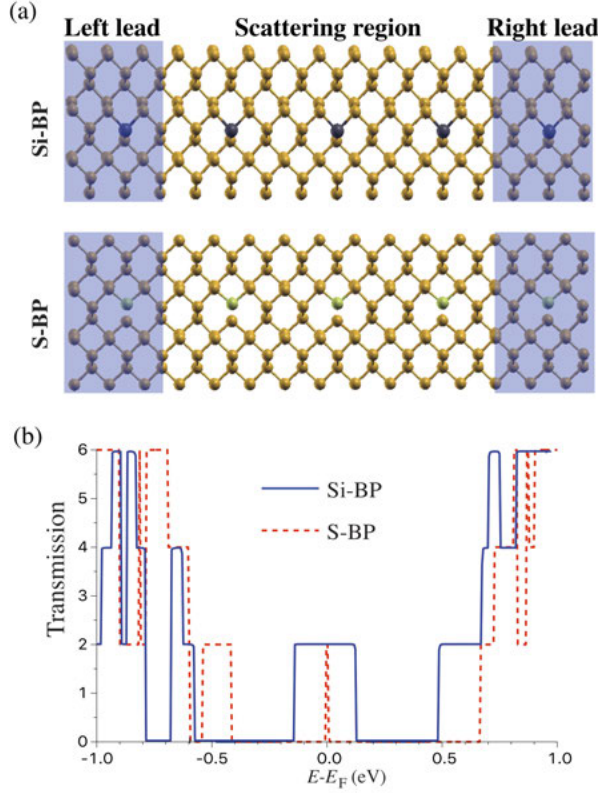 (a)
Left lead Scattering region Right lead
Si-BP
S-BP
(b)
6
5
4
3
2
1
0
Transmission
Si-BP
S-BP
-1.0 -0.5 0.0 0.5 1.0
E-E_F (eV)